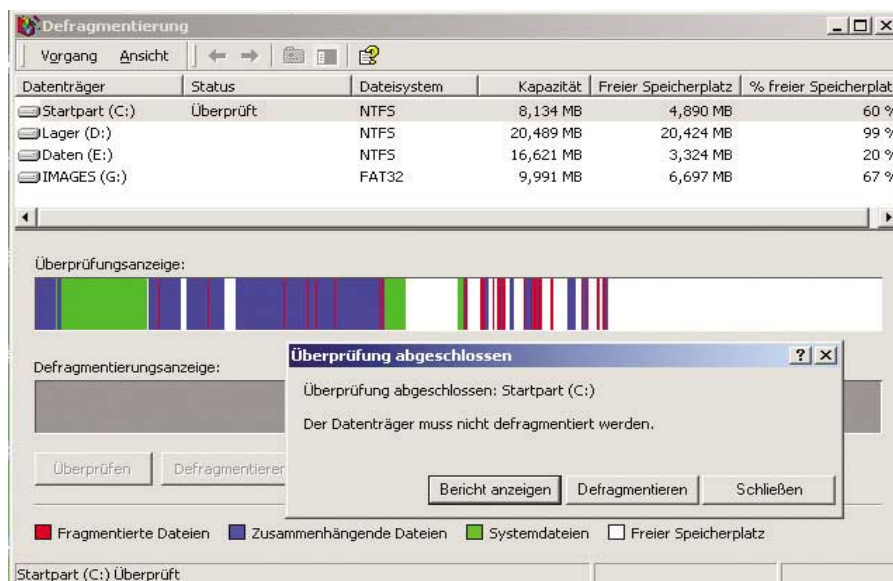 Defragmentierung
Vorgang Ansicht
Datenträger Status Dateisystem Kapazität Freier Speicherplatz % freier Speicherplat
Startpart (C:) Überprüft NTFS 8,134 MB 4,890 MB 60 %
Lager (D:) NTFS 20,489 MB 20,424 MB 99 %
Daten (E:) NTFS 16,621 MB 3,324 MB 20 %
IMAGES (G:) FAT32 9,991 MB 6,697 MB 67 %
Überprüfungsanzeige:
Defragmentierungsanzeige:
Überprüfung abgeschlossen
Überprüfung abgeschlossen: Startpart (C:)
Der Datenträger muss nicht defragmentiert werden.
Bericht anzeigen Defragmentieren Schließen
Überprüfen Defragmentieren
Fragmentierte Dateien Zusammenhängende Dateien Systemdateien Freier Speicherplatz
Startpart (C:) Überprüft